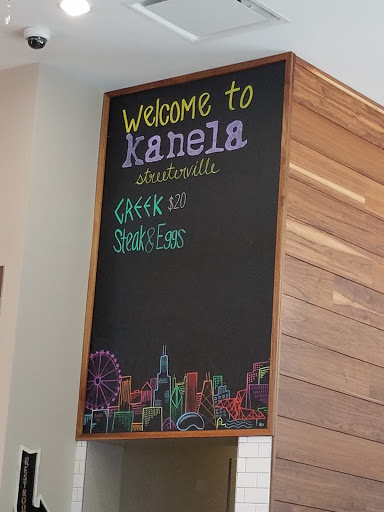 Welcome to
Kanela
streeterville
GREEK $20
Steak & Eggs